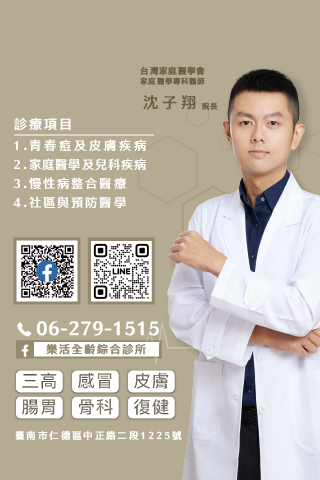 台灣家庭醫學會
家庭醫學專科醫師
沈子翔 院長
診療項目
1.青春痘及皮膚疾病
2.家庭醫學及兒科疾病
3.慢性病整合醫療
4.社區與預防醫學
LINE
06-279-1515
樂活全齡綜合診所
三高 感冒 皮膚
腸胃 骨科 復健
臺南市仁德區中正路二段1225號